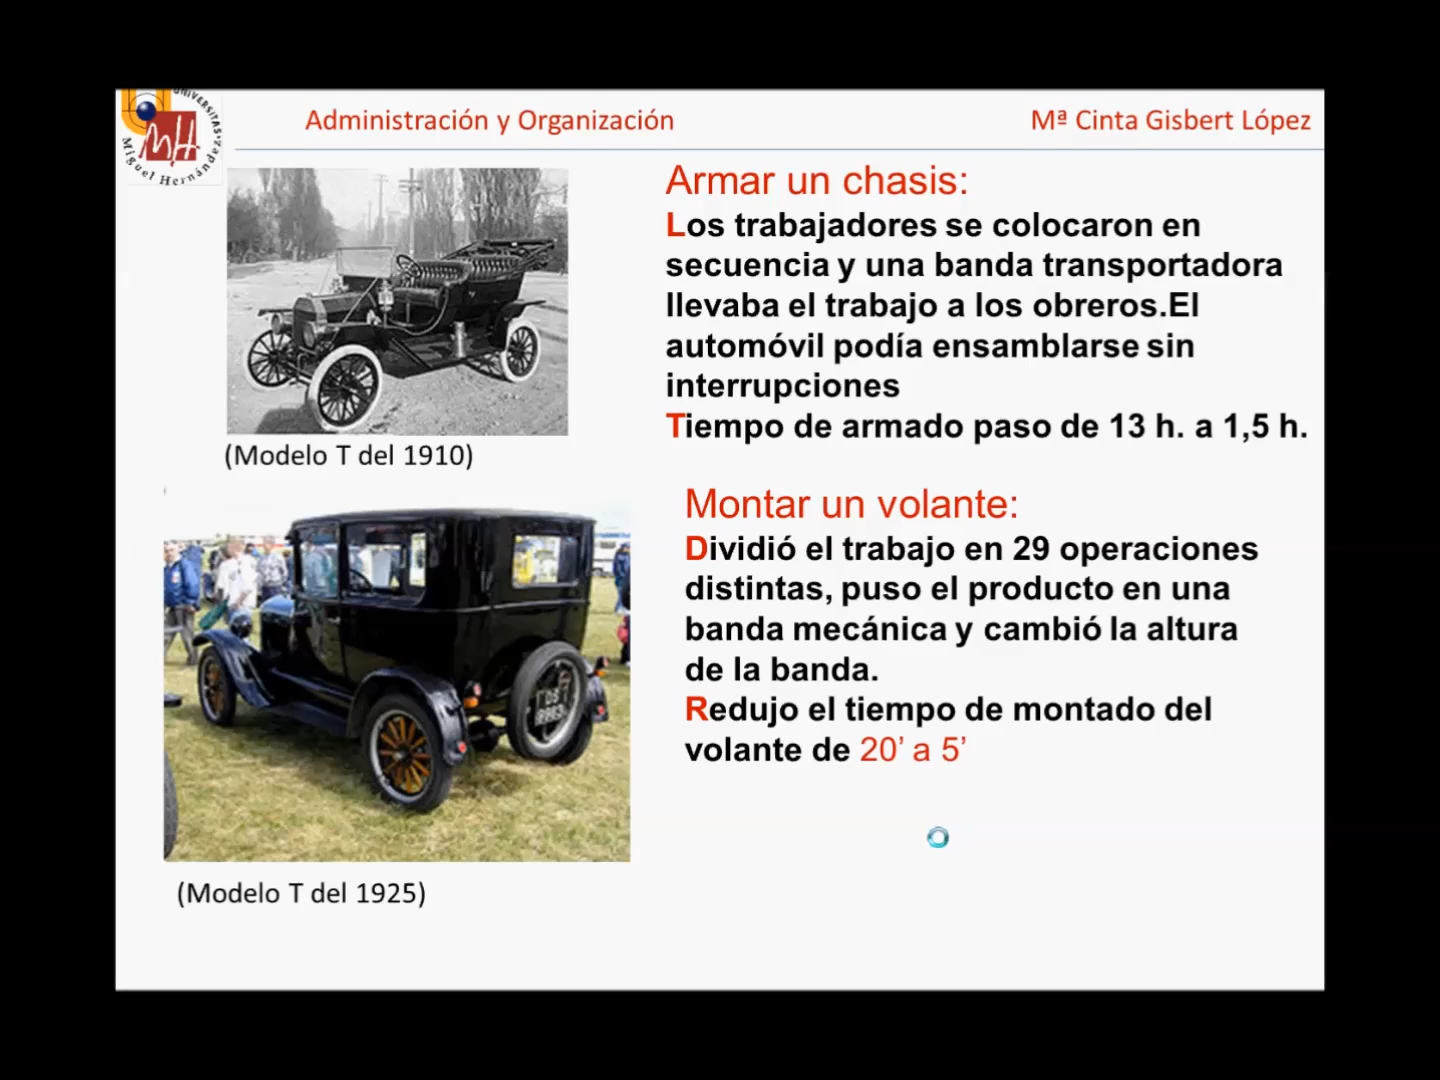 UNIVERSITAS
Miguel Hernández
MH
Administración y Organización
Mª Cinta Gisbert López
Armar un chasis:
Los trabajadores se colocaron en
secuencia y una banda transportadora
llevaba el trabajo a los obreros.El
automóvil podía ensamblarse sin
interrupciones
Tiempo de armado paso de 13 h. a 1,5 h.
(Modelo T del 1910)
Montar un volante:
Dividió el trabajo en 29 operaciones
distintas, puso el producto en una
banda mecánica y cambió la altura
de la banda.
Redujo el tiempo de montado del
volante de 20’ a 5’
(Modelo T del 1925)